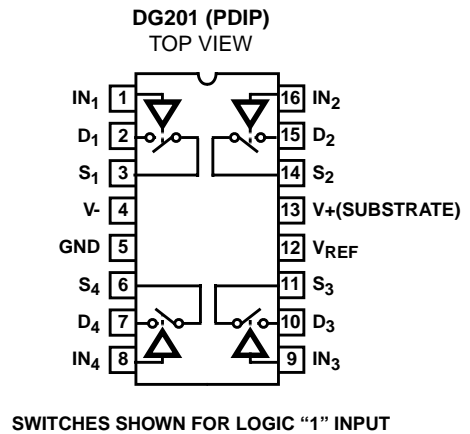 DG201 (PDIP)
TOP VIEW
IN1 1 16 IN2
D1 2 15 D2
S1 3 14 S2
V- 4 13 V+(SUBSTRATE)
GND 5 12 VREF
S4 6 11 S3
D4 7 10 D3
IN4 8 9 IN3
SWITCHES SHOWN FOR LOGIC “1” INPUT